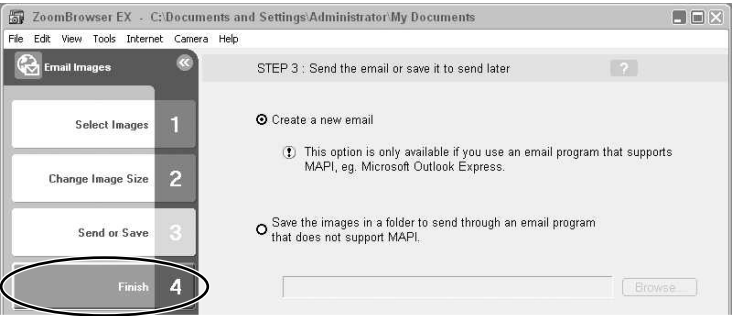 ZoomBrowser EX - C:\Documents and Settings\Administrator\My Documents
File Edit View Tools Internet Camera Help
Email Images
STEP 3 : Send the email or save it to send later
?
Select Images 1
Change Image Size 2
Send or Save 3
Finish 4
Create a new email
This option is only available if you use an email program that supports
MAPI, eg. Microsoft Outlook Express.
Save the images in a folder to send through an email program
that does not support MAPI.
Browse...